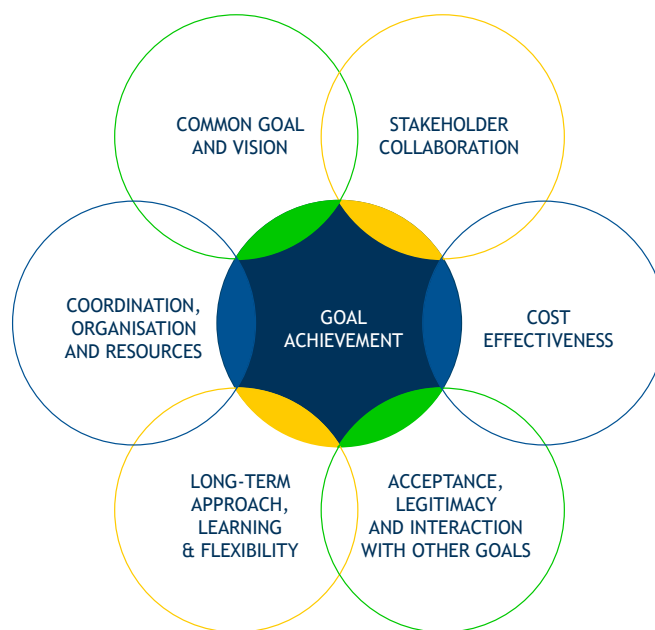 COMMON GOAL
AND VISION
STAKEHOLDER
COLLABORATION
COORDINATION,
ORGANISATION
AND RESOURCES
GOAL
ACHIEVEMENT
COST
EFFECTIVENESS
LONG-TERM
APPROACH,
LEARNING
& FLEXIBILITY
ACCEPTANCE,
LEGITIMACY
AND INTERACTION
WITH OTHER GOALS